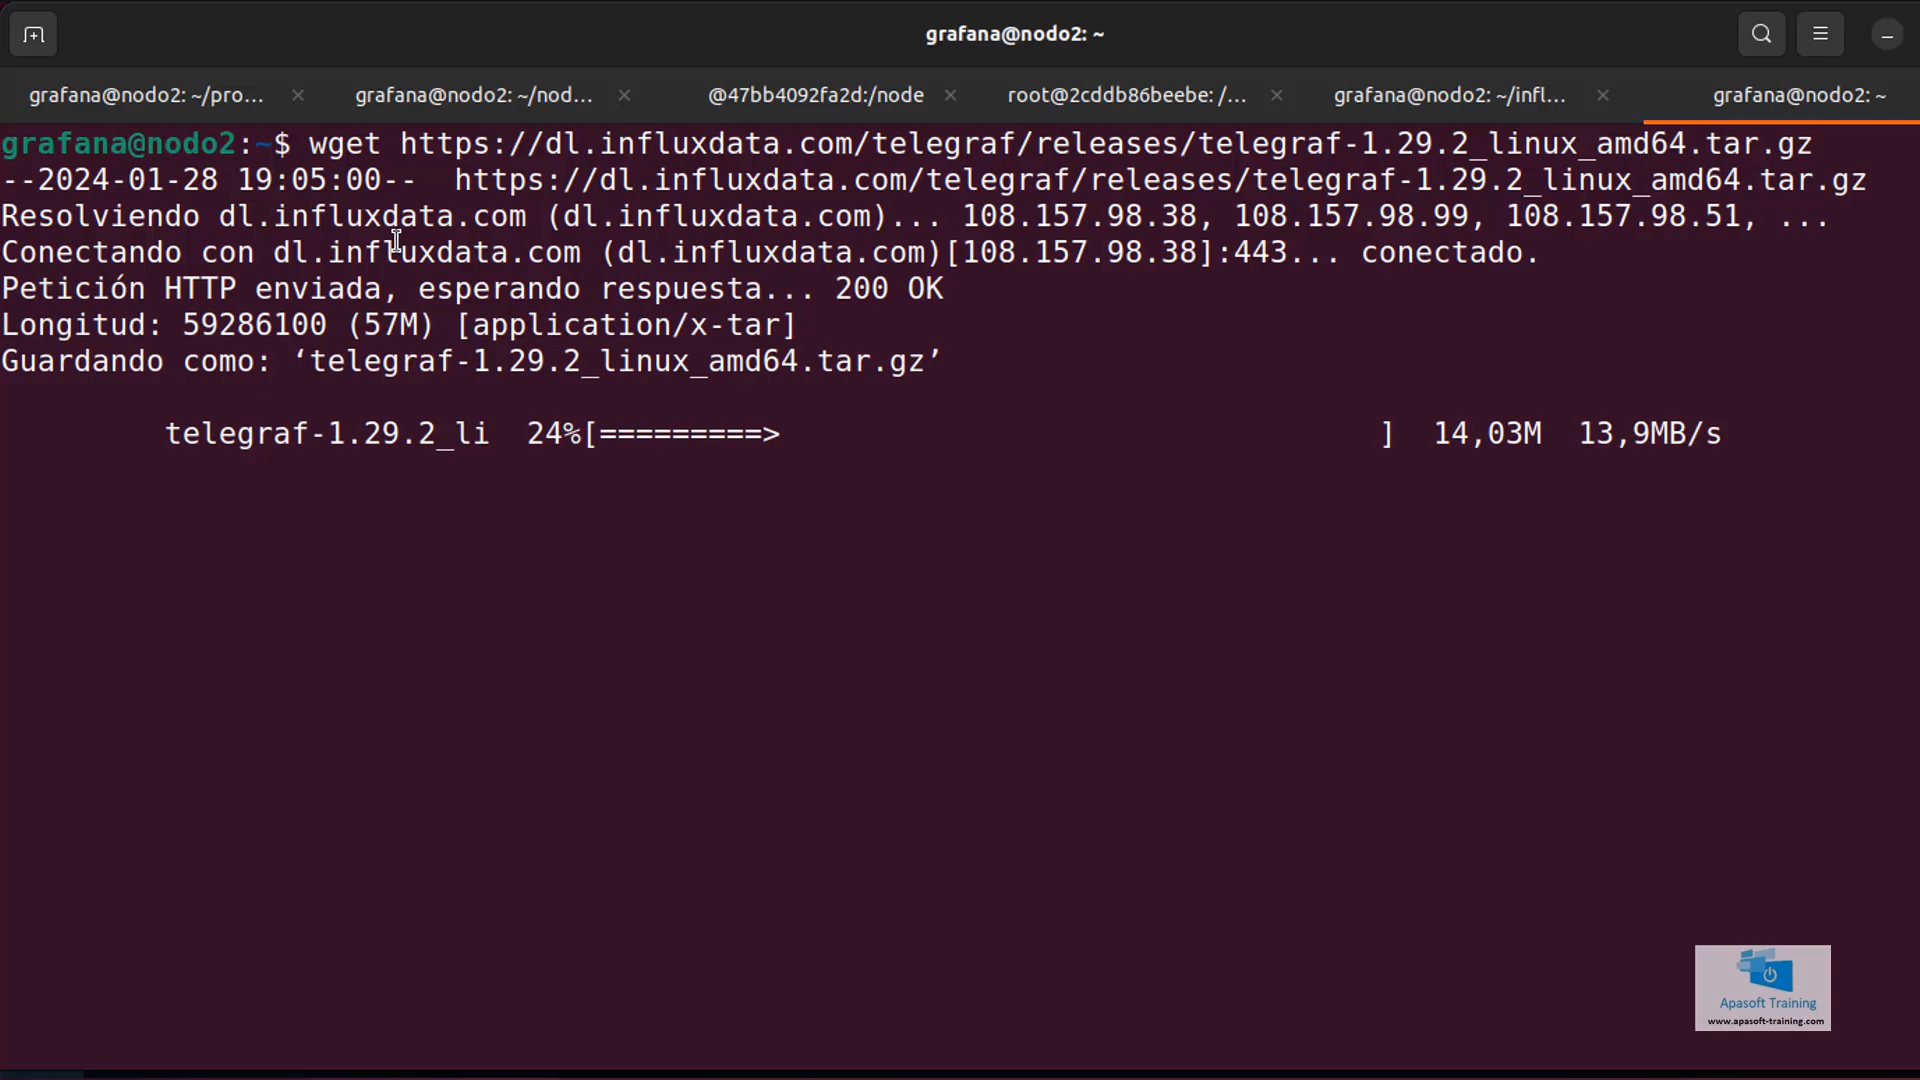 grafana@nodo2: ~
grafana@nodo2: ~/pro... × grafana@nodo2: ~/nod... × @47bb4092fa2d:/node × root@2cddb86beebe: /... × grafana@nodo2: ~/infl... × grafana@nodo2: ~
grafana@nodo2:~$ wget https://dl.influxdata.com/telegraf/releases/telegraf-1.29.2_linux_amd64.tar.gz
--2024-01-28 19:05:00--  https://dl.influxdata.com/telegraf/releases/telegraf-1.29.2_linux_amd64.tar.gz
Resolviendo dl.influxdata.com (dl.influxdata.com)... 108.157.98.38, 108.157.98.99, 108.157.98.51, ...
Conectando con dl.influxdata.com (dl.influxdata.com)[108.157.98.38]:443... conectado.
Petición HTTP enviada, esperando respuesta... 200 OK
Longitud: 59286100 (57M) [application/x-tar]
Guardando como: ‘telegraf-1.29.2_linux_amd64.tar.gz’
telegraf-1.29.2_li  24%[=========>                                 ]  14,03M  13,9MB/s
Apasoft Training
www.apasoft-training.com